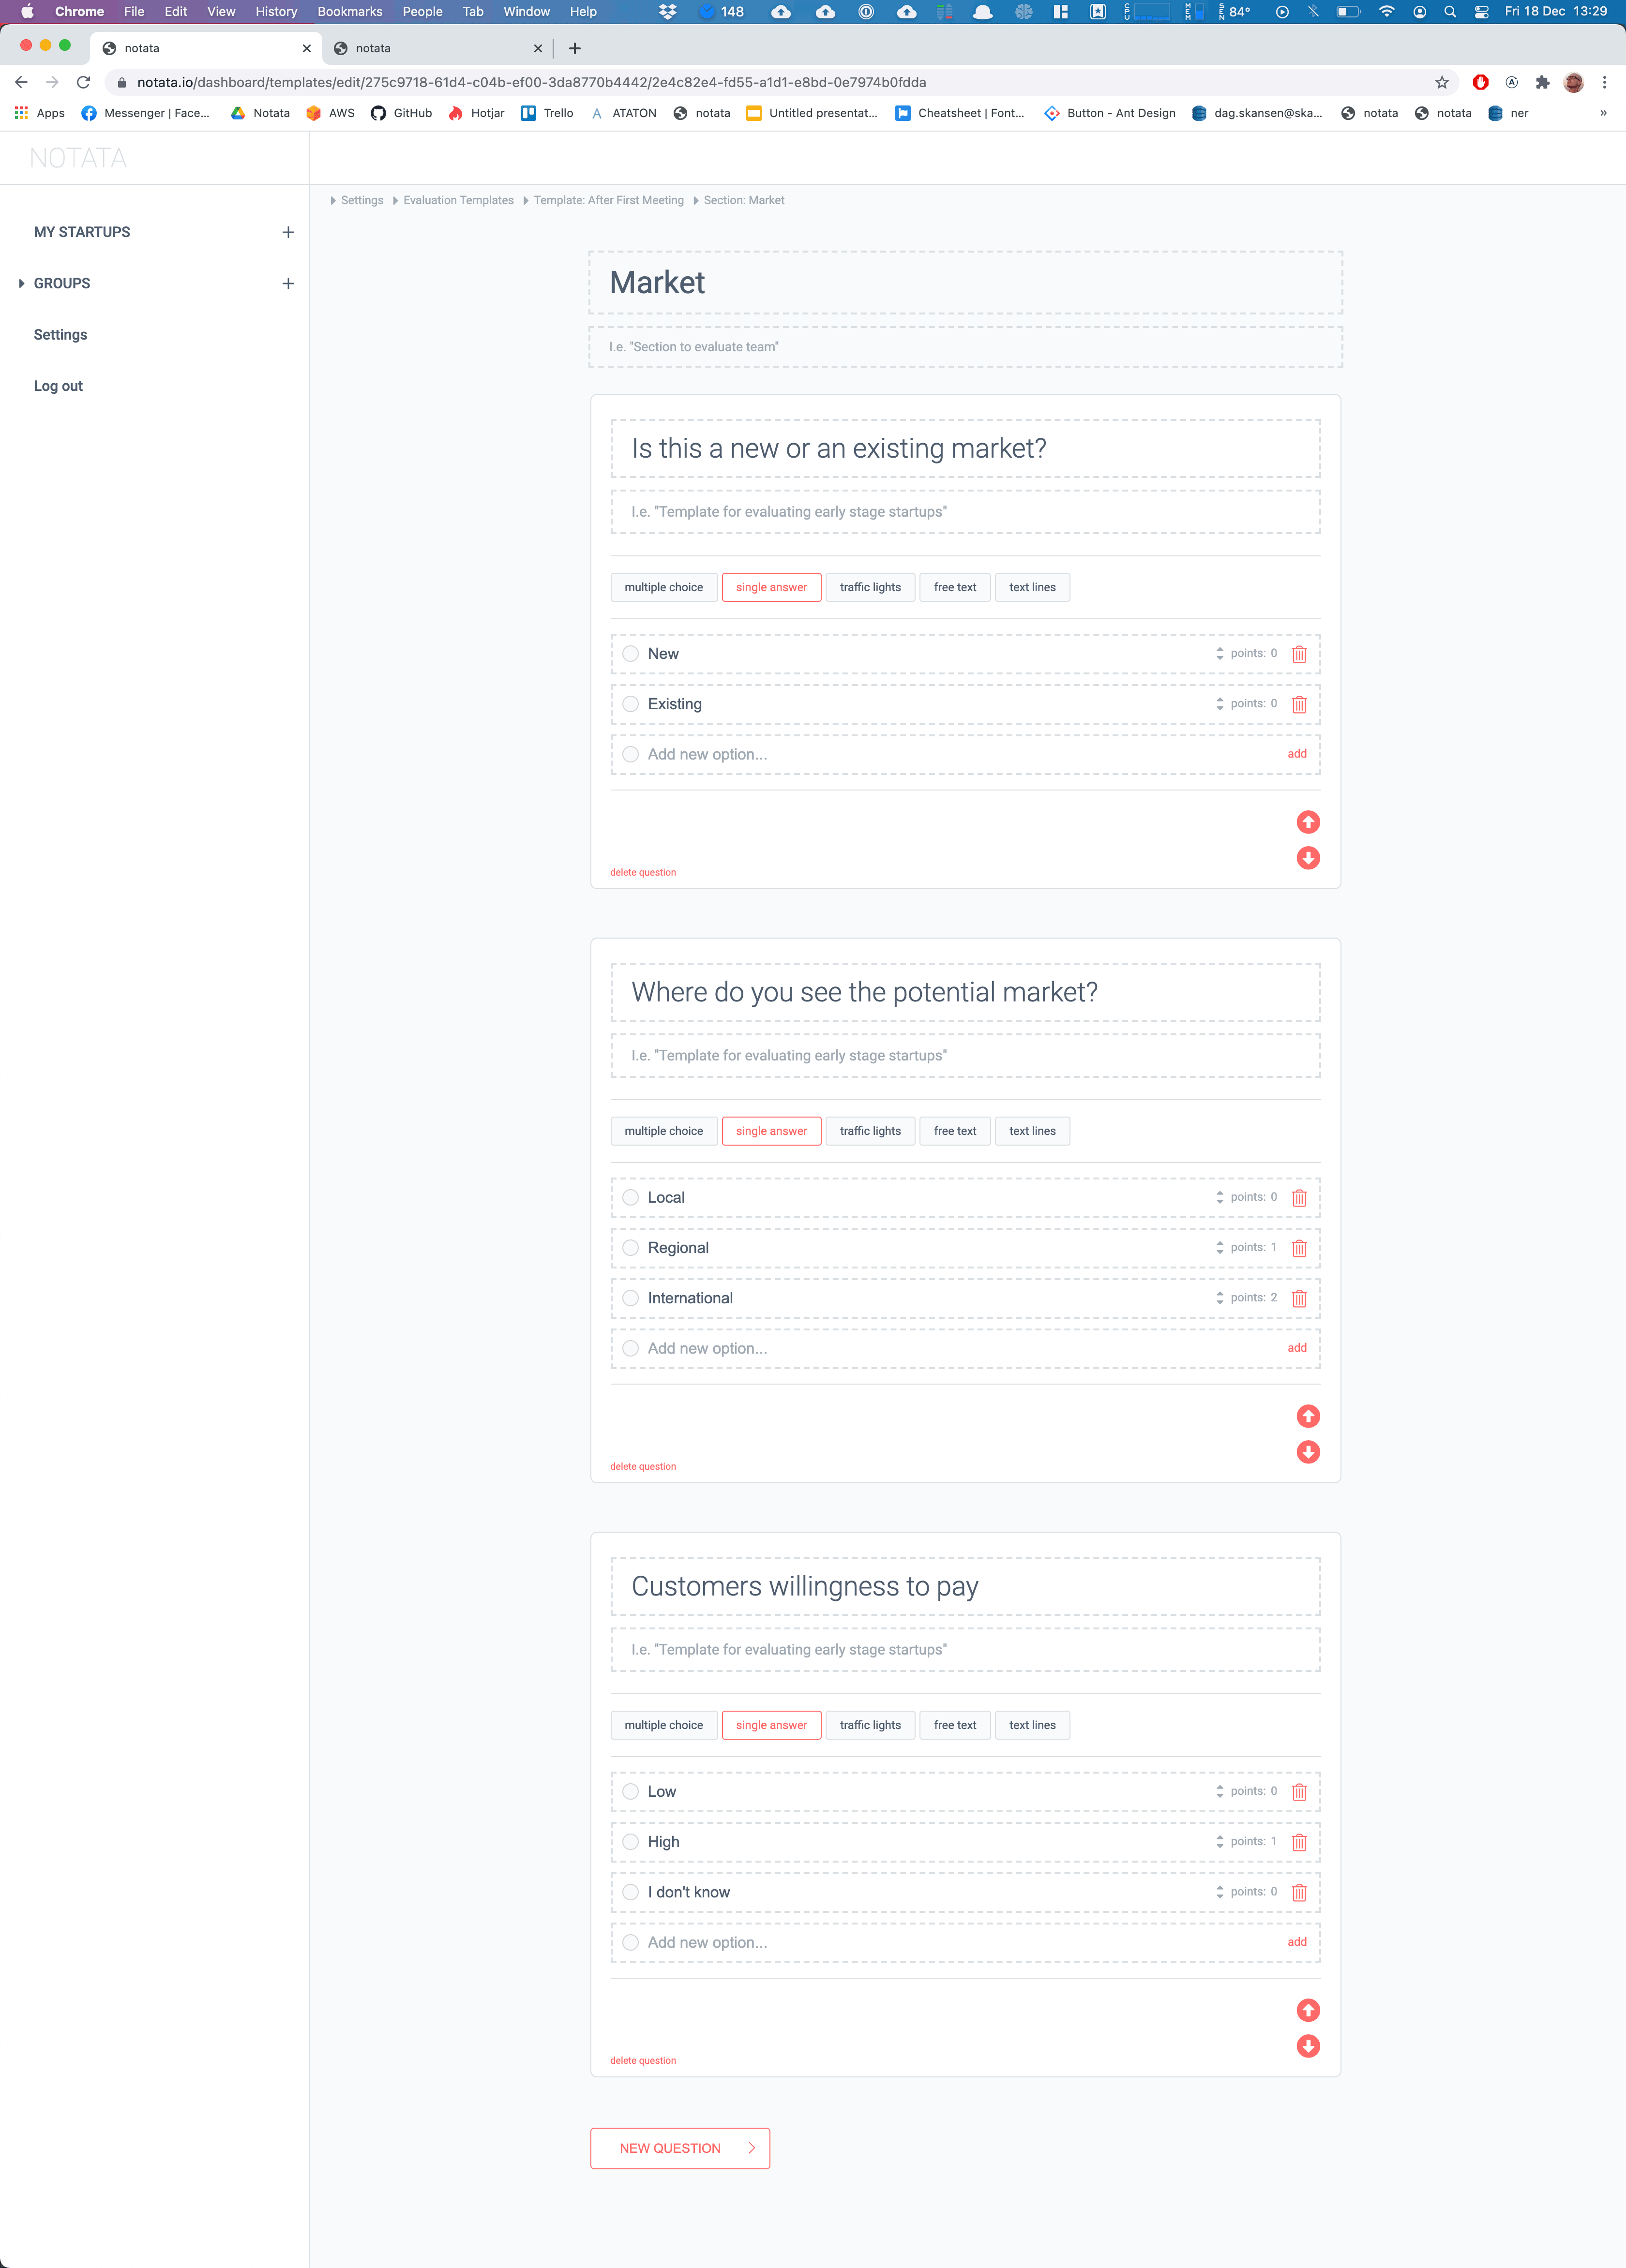 Chrome File Edit View History Bookmarks People Tab Window Help 148 CPU MEM SEN 84° Fri 18 Dec 13:29
notata notata
notata.io/dashboard/templates/edit/275c9718-61d4-c04b-ef00-3da8770b4442/2e4c82e4-fd55-a1d1-e8bd-0e7974b0fdda
Apps Messenger | Face... Notata AWS GitHub Hotjar Trello ATATON notata Untitled presentat... Cheatsheet | Font... Button - Ant Design dag.skansen@ska... notata notata ner »
NOTATA
Settings Evaluation Templates Template: After First Meeting Section: Market
MY STARTUPS
GROUPS
Settings
Log out
Market
I.e. "Section to evaluate team"
Is this a new or an existing market?
I.e. "Template for evaluating early stage startups"
multiple choice single answer traffic lights free text text lines
New points: 0
Existing points: 0
Add new option... add
delete question
Where do you see the potential market?
I.e. "Template for evaluating early stage startups"
multiple choice single answer traffic lights free text text lines
Local points: 0
Regional points: 1
International points: 2
Add new option... add
delete question
Customers willingness to pay
I.e. "Template for evaluating early stage startups"
multiple choice single answer traffic lights free text text lines
Low points: 0
High points: 1
I don't know points: 0
Add new option... add
delete question
NEW QUESTION